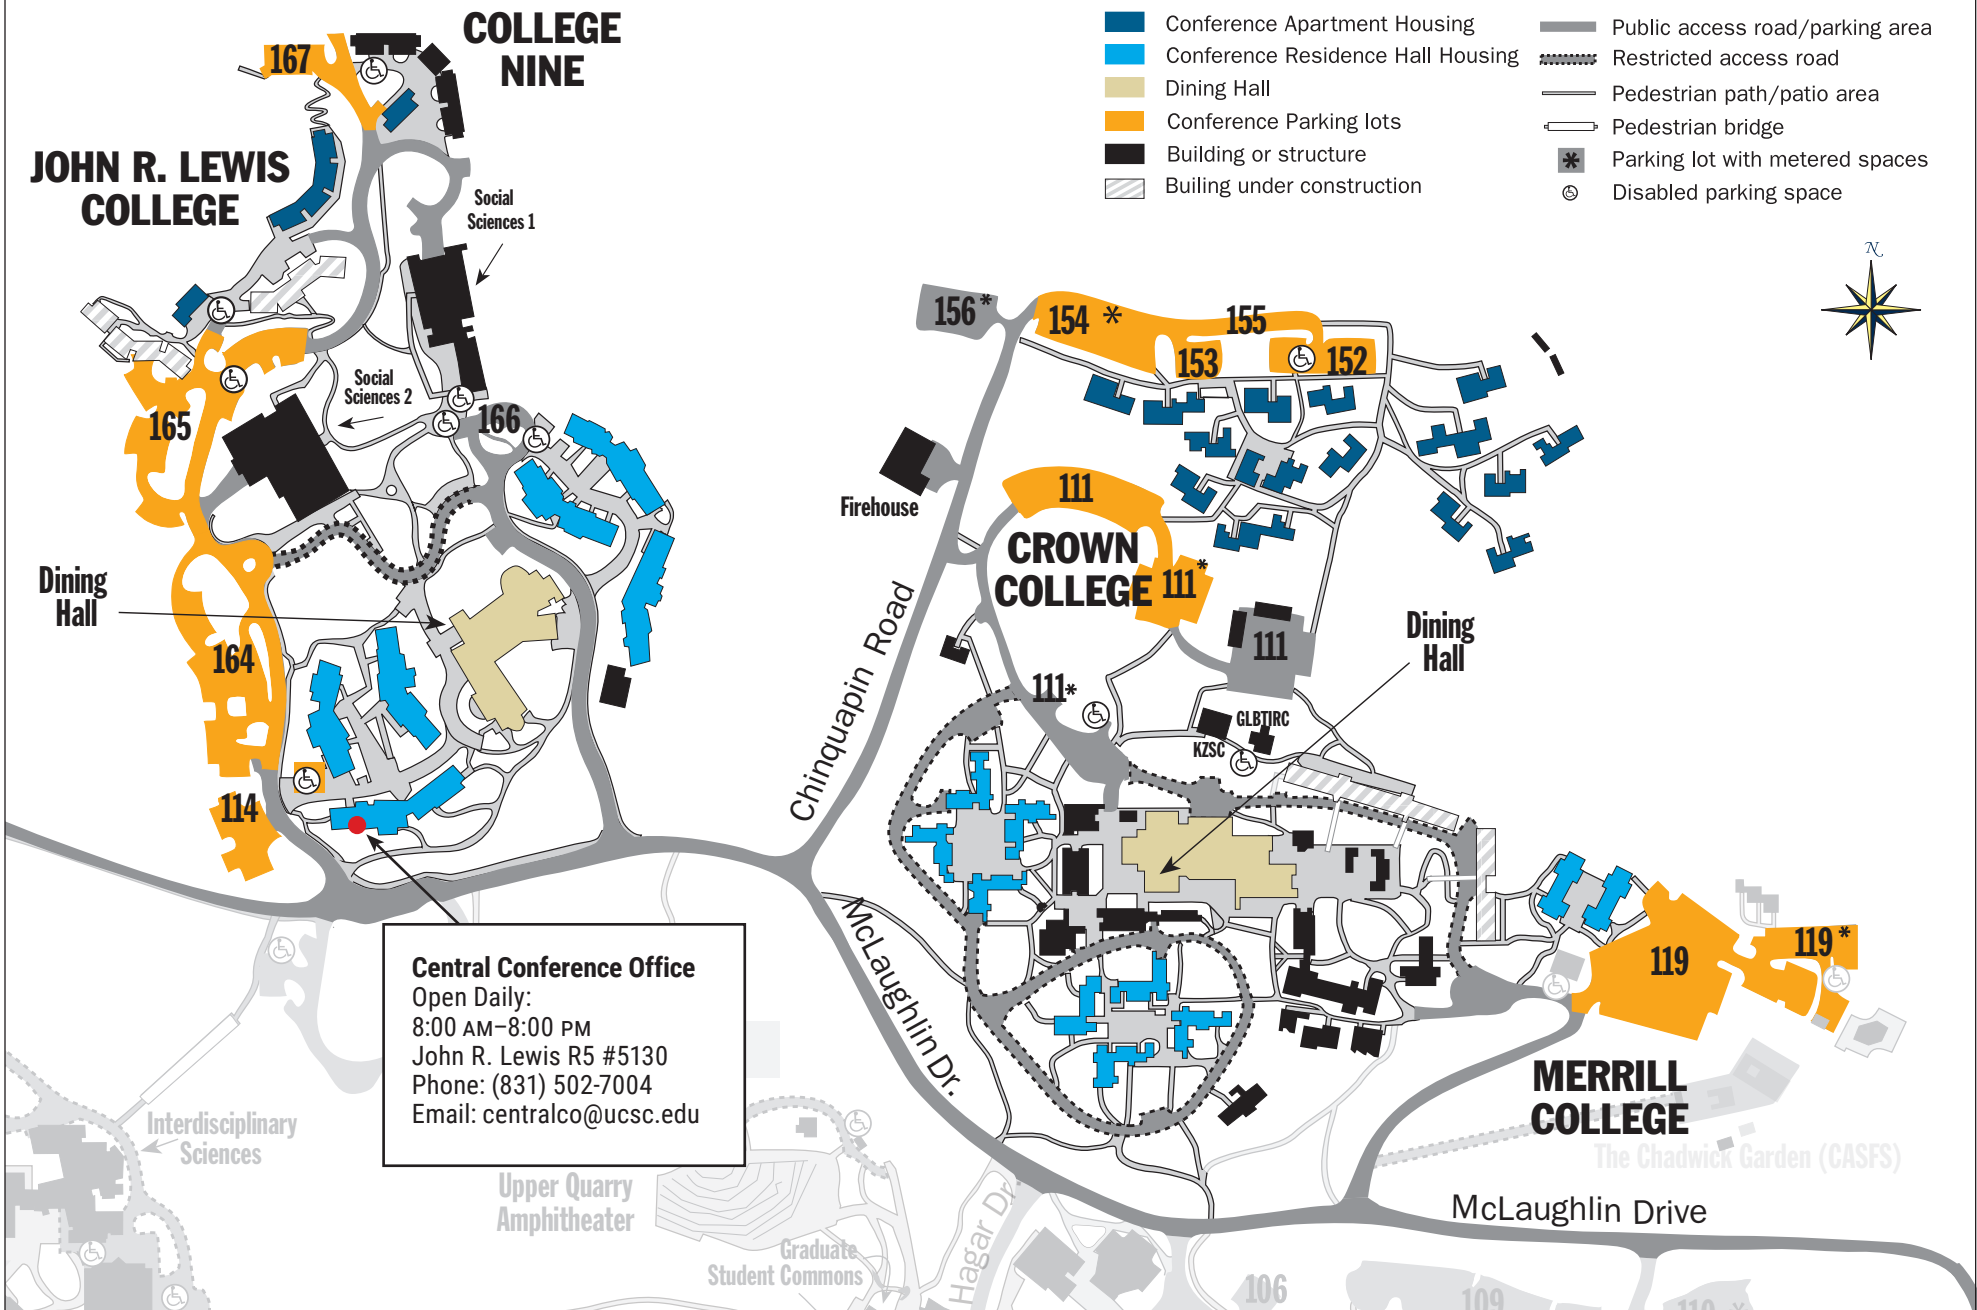 COLLEGE
NINE
167
JOHN R. LEWIS
COLLEGE
Social
Sciences 1
Social
Sciences 2
165
166
Dining
Hall
164
114
Conference Apartment Housing
Conference Residence Hall Housing
Dining Hall
Conference Parking lots
Building or structure
Builing under construction
Public access road/parking area
Restricted access road
Pedestrian path/patio area
Pedestrian bridge
* Parking lot with metered spaces
Disabled parking space
N
156*
154 *
155
153
152
Firehouse
111
CROWN
COLLEGE
111*
111
Dining
Hall
111*
GLBTIRC
KZSC
Chinquapin Road
McLaughlin Dr.
119
119*
MERRILL
COLLEGE
The Chadwick Garden (CASFS)
McLaughlin Drive
Central Conference Office
Open Daily:
8:00 AM–8:00 PM
John R. Lewis R5 #5130
Phone: (831) 502-7004
Email: centralco@ucsc.edu
Interdisciplinary
Sciences
Upper Quarry
Amphitheater
Graduate
Student Commons
Hagar Dr.
106
109
110